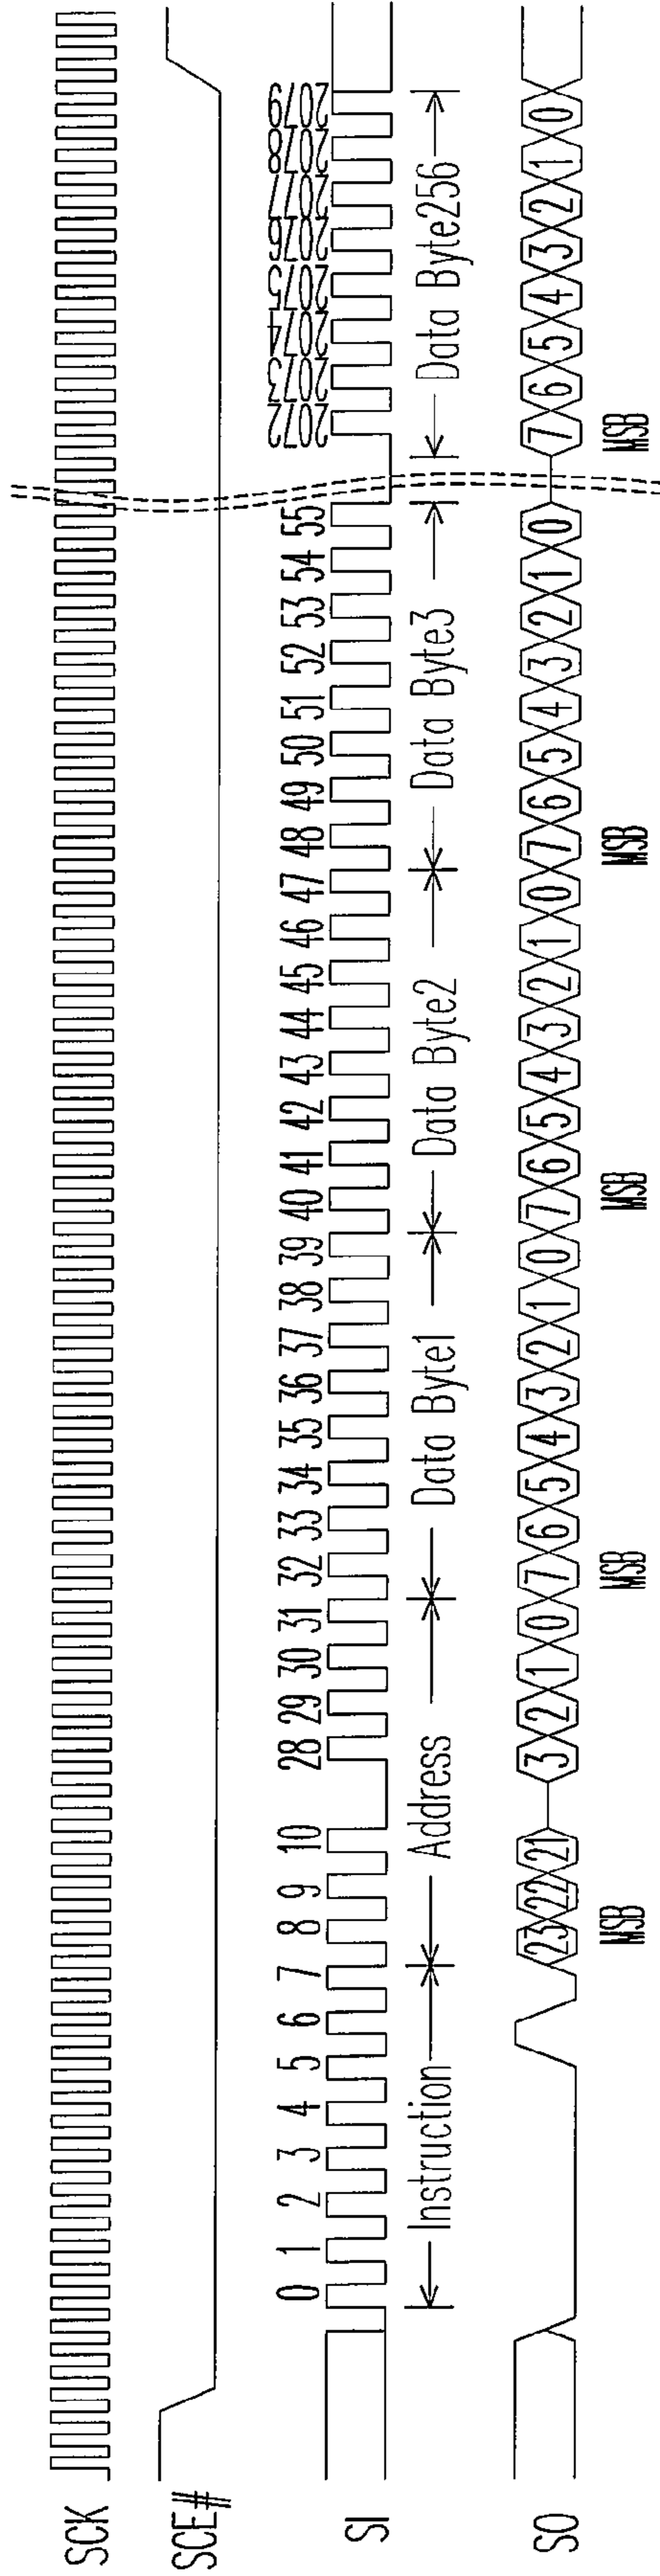 SCK
SCE#
SI
0 1 2 3 4 5 6 7 8 9 10 28 29 30 31 32 33 34 35 36 37 38 39 40 41 42 43 44 45 46 47 48 49 50 51 52 53 54 55 2072 2073 2074 2075 2076 2077 2078 2079
Instruction Address Data Byte1 Data Byte2 Data Byte3 Data Byte256
SO
23 22 21 3 2 1 0 7 6 5 4 3 2 1 0 7 6 5 4 3 2 1 0 7 6 5 4 3 2 1 0 7 6 5 4 3 2 1 0
MSB MSB MSB MSB MSB